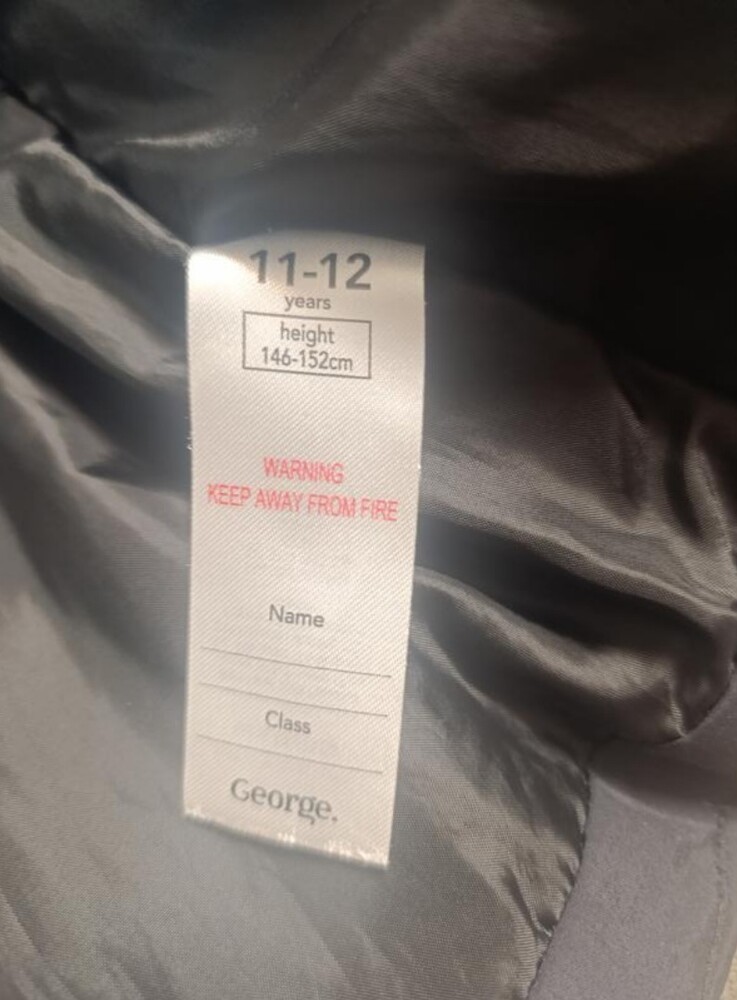 11-12
years
height
146-152cm
WARNING
KEEP AWAY FROM FIRE
Name
Class
George.